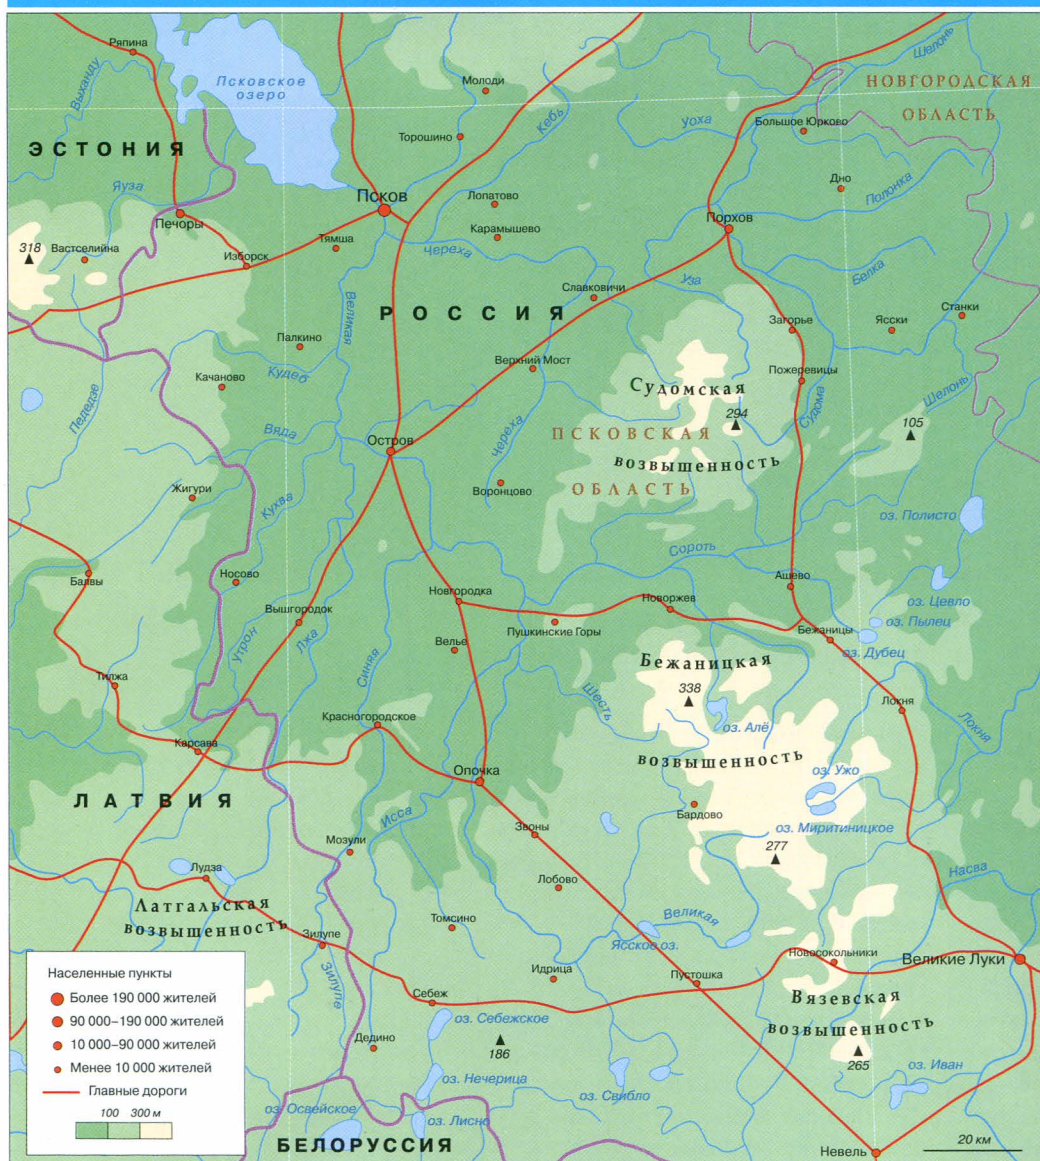 Ряпина
Выханду
Псковское
озеро
Молоди
Кебь
Шелонь
НОВГОРОДСКАЯ
ОБЛАСТЬ
Торошино
Уоха
Большое Юрково
ЭСТОНИЯ
Яуза
Псков
Лопатово
Дно
Полонка
Печоры
Карамышево
Порхов
318
Вастселийна
Изборск
Тямша
Череха
Уза
Белка
Славковичи
Великая
РОССИЯ
Загорье
Ясски
Станки
Палкино
Верхний Мост
Кудеб
Качаново
Педедзе
Пожеревицы
Судомская
294
возвышенность
Судома
Шелонь
105
Вяда
Остров
Череха
ПСКОВСКАЯ
ОБЛАСТЬ
Жигури
Кухва
Воронцово
оз. Полисто
Сороть
Балвы
Носово
Новгородка
Новоржев
Ашево
оз. Цевло
Вышгородок
Пушкинские Горы
оз. Пылец
Утроя
Лжа
Синяя
Велье
Бежаницы
оз. Дубец
Бежаницкая
338
возвышенность
Тилжа
Шесть
Локня
Локня
Красногородское
оз. Алё
Карсава
Опочка
оз. Ужо
ЛАТВИЯ
Исса
Бардово
Звоны
оз. Миритиницкое
Мозули
277
Лудза
Лобово
Насва
Латгальская
возвышенность
Томсино
Великая
Зилупе
Ясское оз.
Новосокольники
Великие Луки
Зилупе
Идрица
Пустошка
Себеж
Вязевская
возвышенность
оз. Себежское
186
265
Дедино
оз. Нечерица
оз. Иван
оз. Свибло
оз. Освейское
оз. Лисно
БЕЛОРУССИЯ
Невель
20 км
Населенные пункты
Более 190 000 жителей
90 000–190 000 жителей
10 000–90 000 жителей
Менее 10 000 жителей
Главные дороги
100 300 м